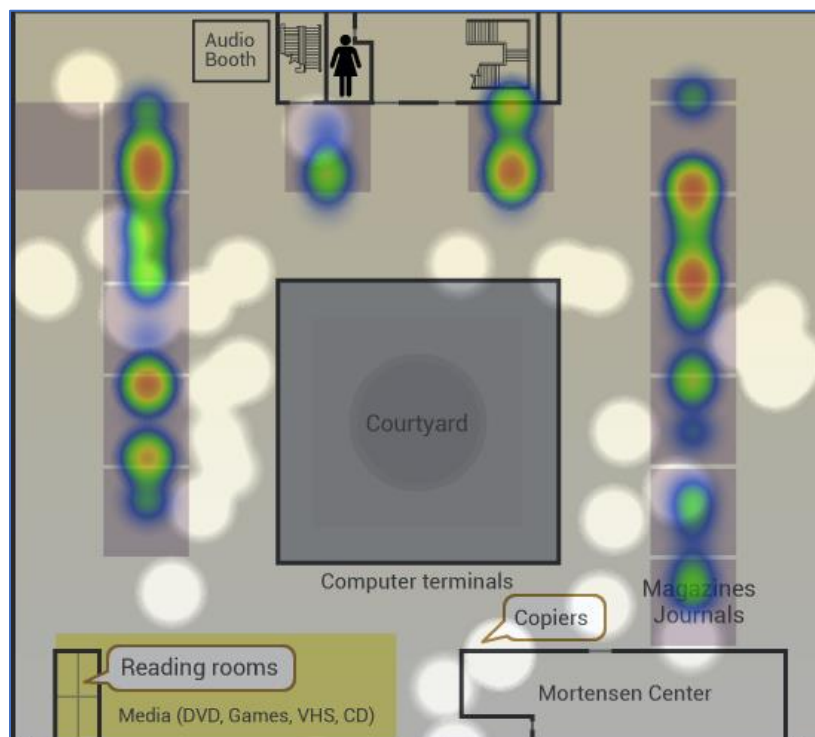 Audio
Booth
Courtyard
Computer terminals
Magazines
Journals
Copiers
Reading rooms
Mortensen Center
Media (DVD, Games, VHS, CD)